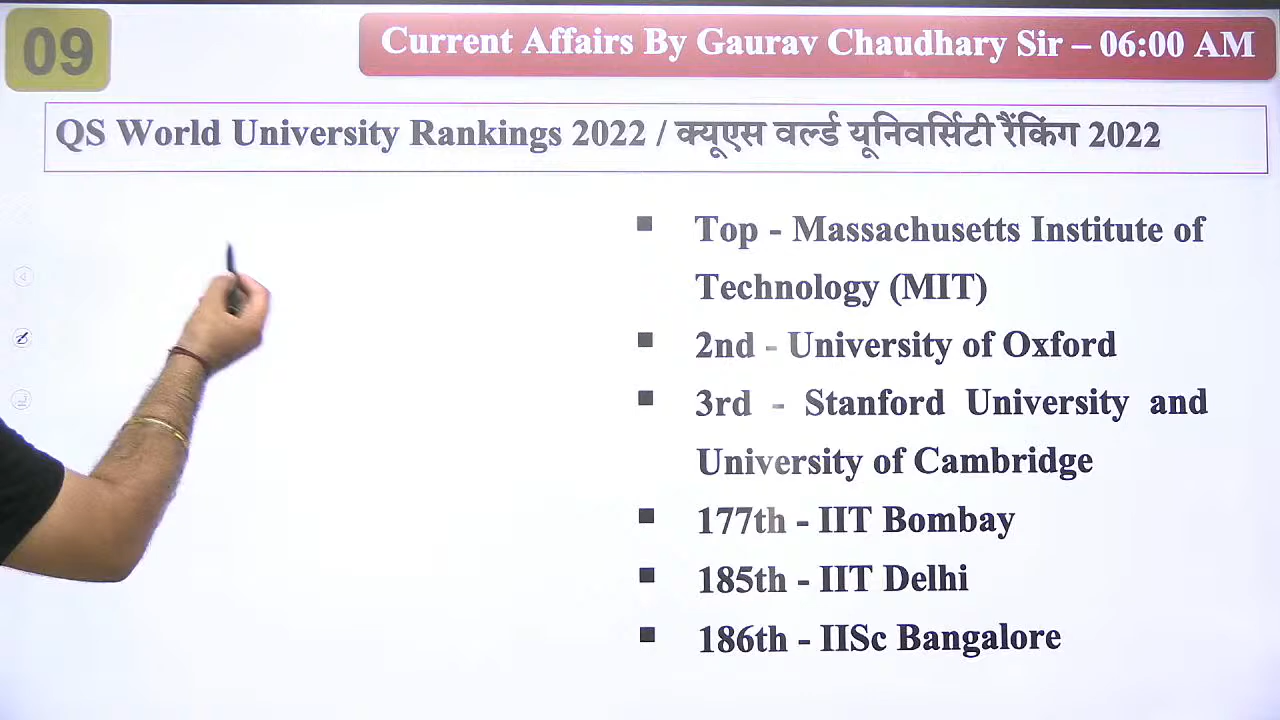 09
Current Affairs By Gaurav Chaudhary Sir – 06:00 AM
QS World University Rankings 2022 / क्यूएस वर्ल्ड यूनिवर्सिटी रैंकिंग 2022
▪ Top - Massachusetts Institute of
Technology (MIT)
▪ 2nd - University of Oxford
▪ 3rd - Stanford University and
University of Cambridge
▪ 177th - IIT Bombay
▪ 185th - IIT Delhi
▪ 186th - IISc Bangalore